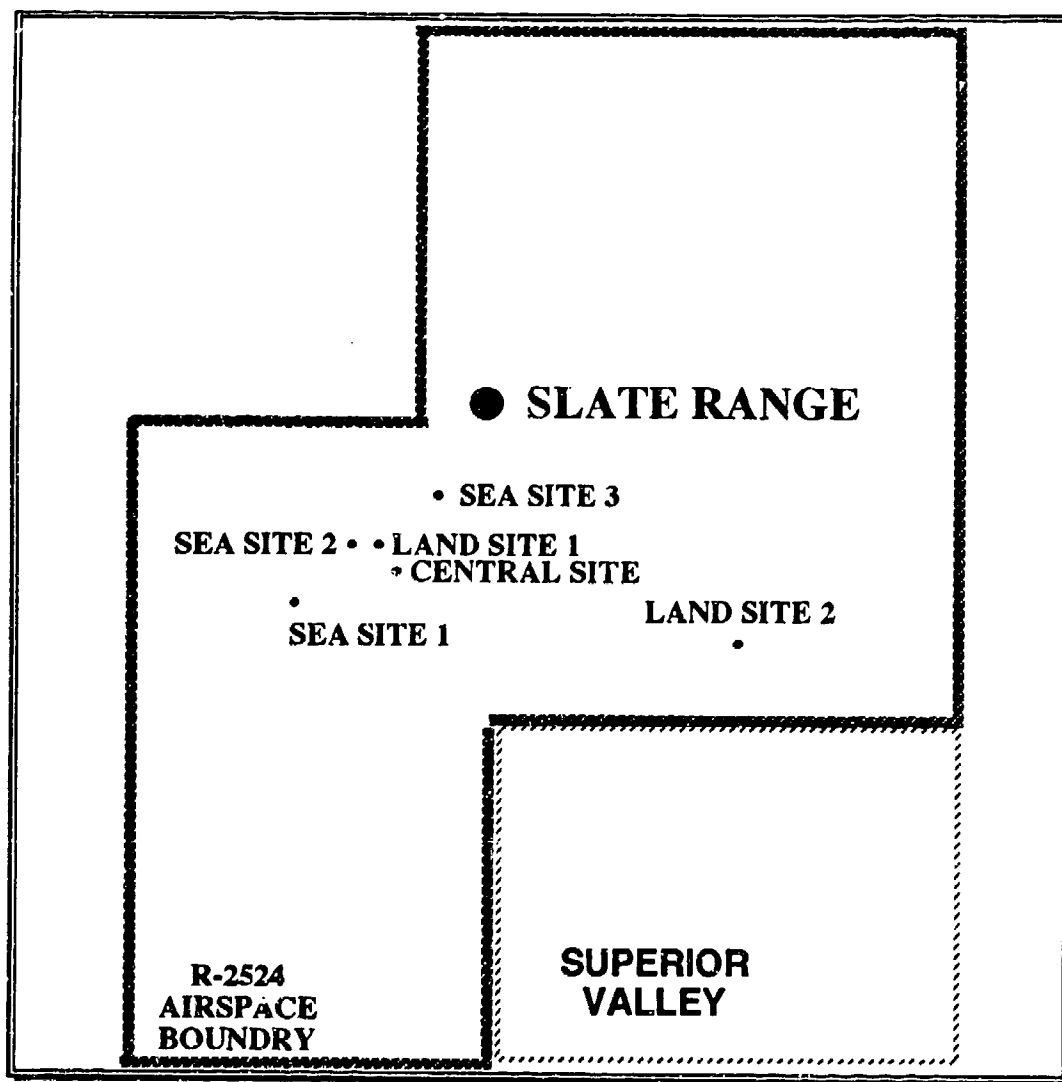 SLATE RANGE
SEA SITE 3
SEA SITE 2
LAND SITE 1
CENTRAL SITE
SEA SITE 1
LAND SITE 2
R-2524
AIRSPACE
BOUNDRY
SUPERIOR
VALLEY